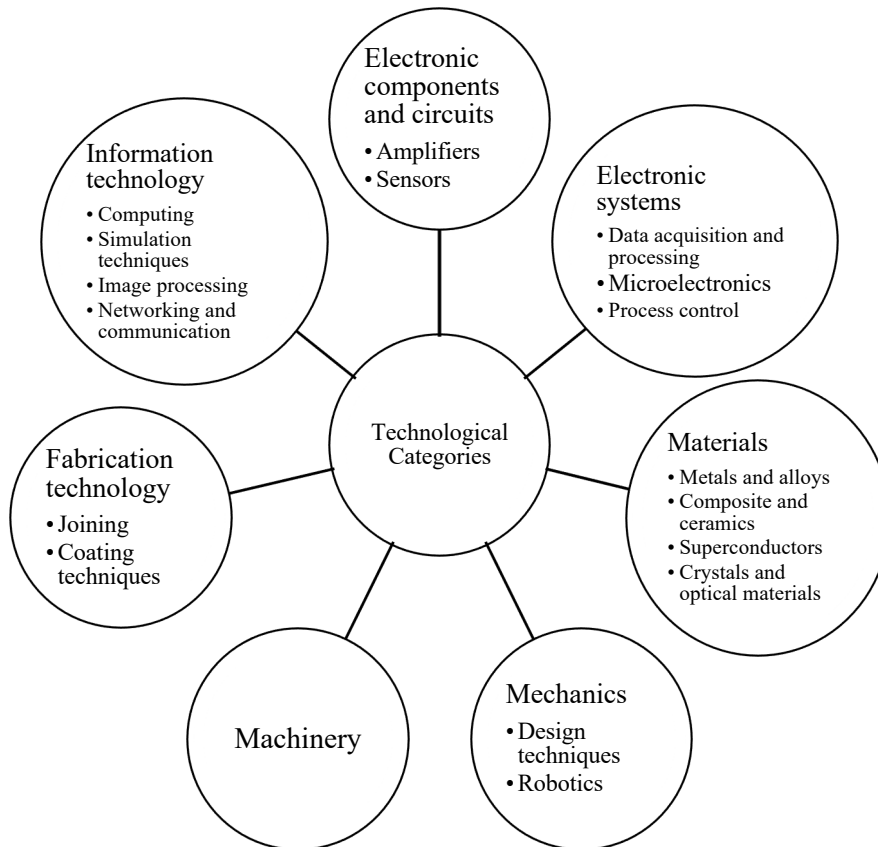 Electronic
components
and circuits
• Amplifiers
• Sensors
Information
technology
• Computing
• Simulation
techniques
• Image processing
• Networking and
communication
Electronic
systems
• Data acquisition and
processing
• Microelectronics
• Process control
Technological
Categories
Fabrication
technology
• Joining
• Coating
techniques
Materials
• Metals and alloys
• Composite and
ceramics
• Superconductors
• Crystals and
optical materials
Machinery
Mechanics
• Design
techniques
• Robotics